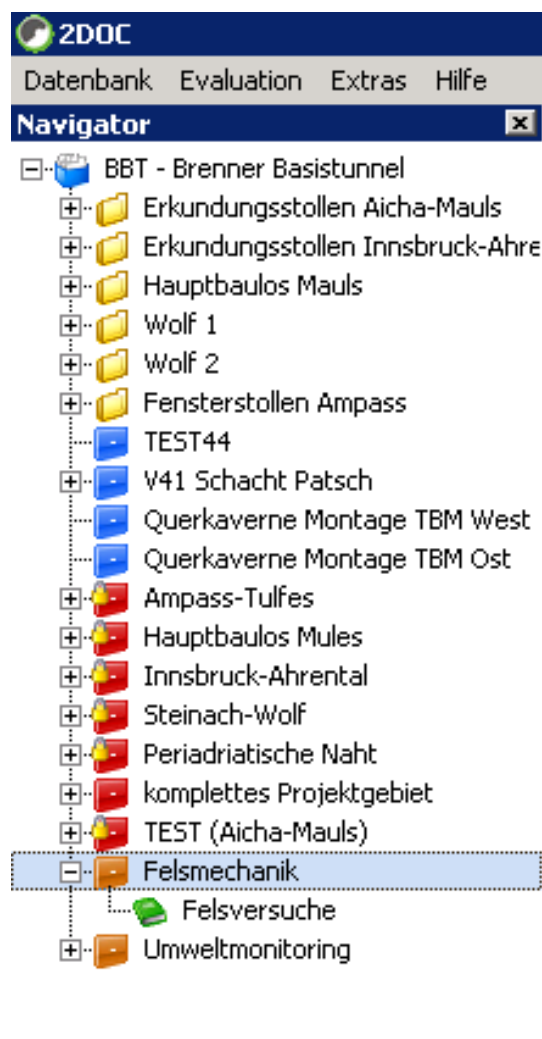 2DOC
Datenbank Evaluation Extras Hilfe
Navigator
BBT - Brenner Basistunnel
Erkundungsstollen Aicha-Mauls
Erkundungsstollen Innsbruck-Ahre
Hauptbaulos Mauls
Wolf 1
Wolf 2
Fensterstollen Ampass
TEST44
V41 Schacht Patsch
Querkaverne Montage TBM West
Querkaverne Montage TBM Ost
Ampass-Tulfes
Hauptbaulos Mules
Innsbruck-Ahrental
Steinach-Wolf
Periadriatische Naht
komplettes Projektgebiet
TEST (Aicha-Mauls)
Felsmechanik
Felsversuche
Umweltmonitoring